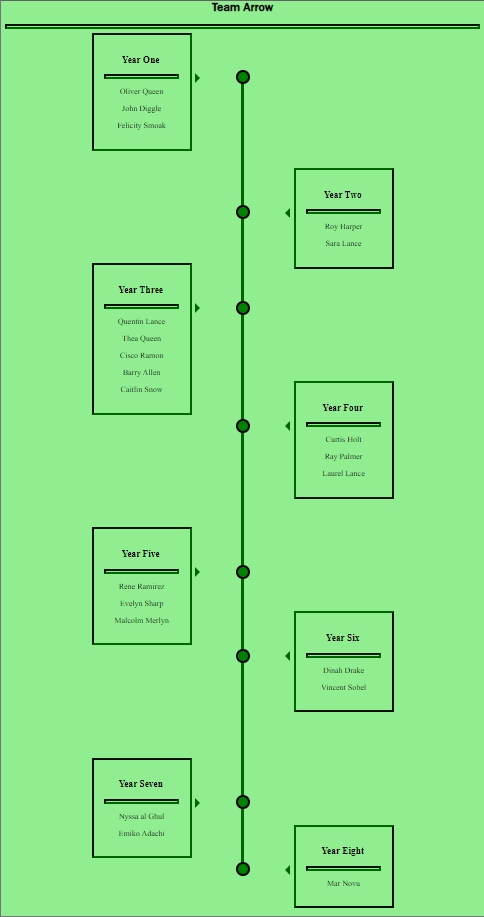 Team Arrow
Year One
Oliver Queen
John Diggle
Felicity Smoak
Year Two
Roy Harper
Sara Lance
Year Three
Quentin Lance
Thea Queen
Cisco Ramon
Barry Allen
Caitlin Snow
Year Four
Curtis Holt
Ray Palmer
Laurel Lance
Year Five
Rene Ramirez
Evelyn Sharp
Malcolm Merlyn
Year Six
Dinah Drake
Vincent Sobel
Year Seven
Nyssa al Ghul
Emiko Adachi
Year Eight
Mar Novu